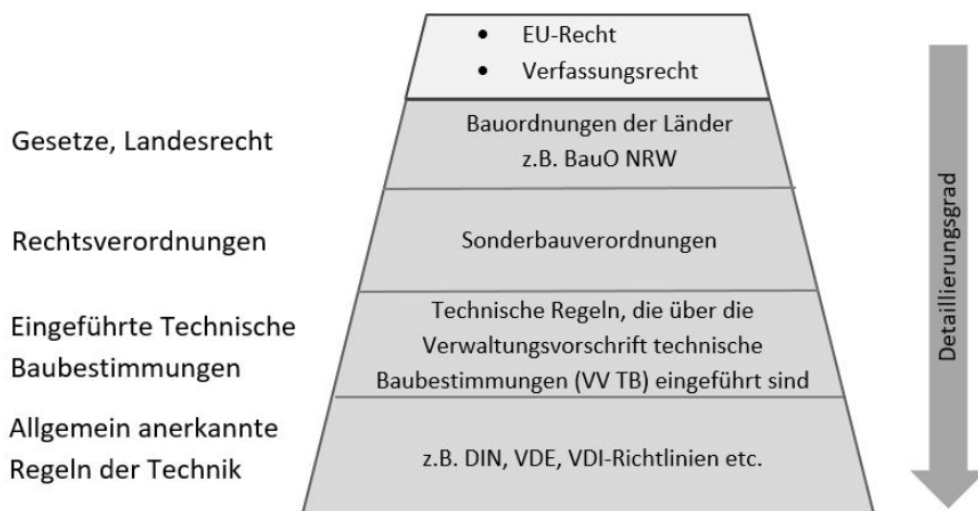 • EU-Recht
• Verfassungsrecht
Gesetze, Landesrecht
Bauordnungen der Länder
z.B. BauO NRW
Rechtsverordnungen
Sonderbauverordnungen
Eingeführte Technische
Baubestimmungen
Technische Regeln, die über die
Verwaltungsvorschrift technische
Baubestimmungen (VV TB) eingeführt sind
Allgemein anerkannte
Regeln der Technik
z.B. DIN, VDE, VDI-Richtlinien etc.
Detaillierungsgrad